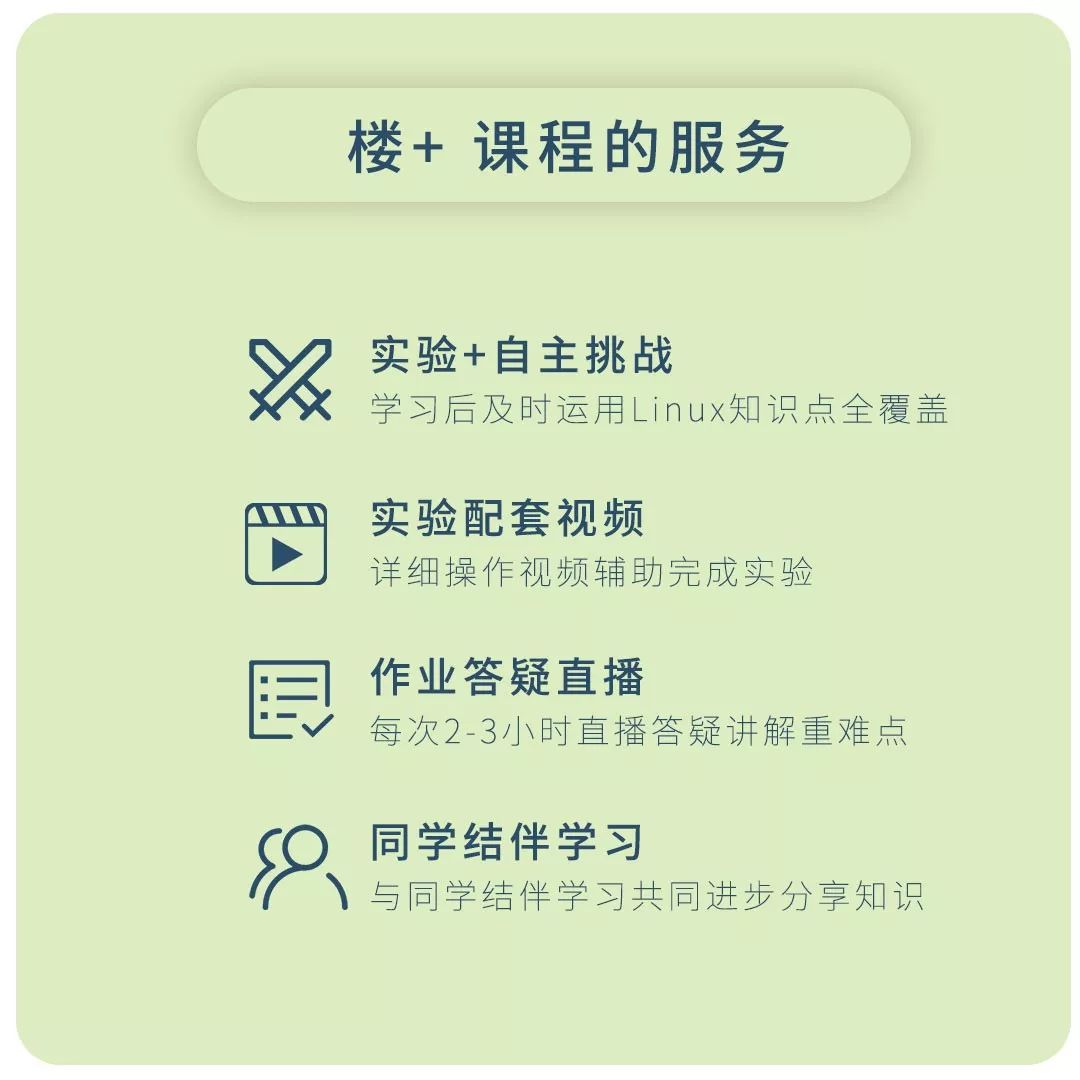 楼+ 课程的服务
实验+自主挑战
学习后及时运用Linux知识点全覆盖
实验配套视频
详细操作视频辅助完成实验
作业答疑直播
每次2-3小时直播答疑讲解重难点
同学结伴学习
与同学结伴学习共同进步分享知识